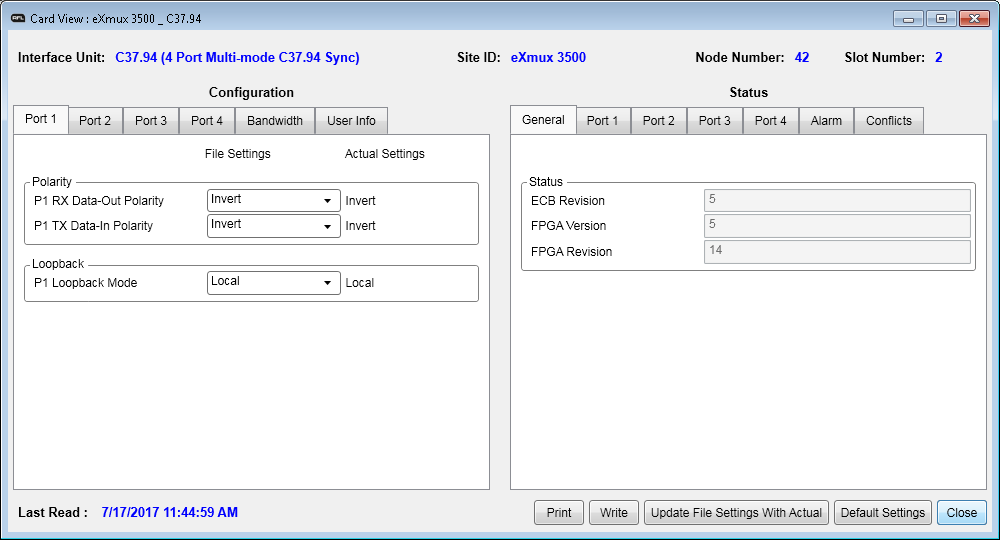 AFL Card View : eXmux 3500 _ C37.94
Interface Unit: C37.94 (4 Port Multi-mode C37.94 Sync) Site ID: eXmux 3500 Node Number: 42 Slot Number: 2
Configuration Status
Port 1 Port 2 Port 3 Port 4 Bandwidth User Info General Port 1 Port 2 Port 3 Port 4 Alarm Conflicts
File Settings Actual Settings
Polarity Status
P1 RX Data-Out Polarity Invert Invert ECB Revision 5
P1 TX Data-In Polarity Invert Invert FPGA Version 5
FPGA Revision 14
Loopback
P1 Loopback Mode Local Local
Last Read : 7/17/2017 11:44:59 AM Print Write Update File Settings With Actual Default Settings Close